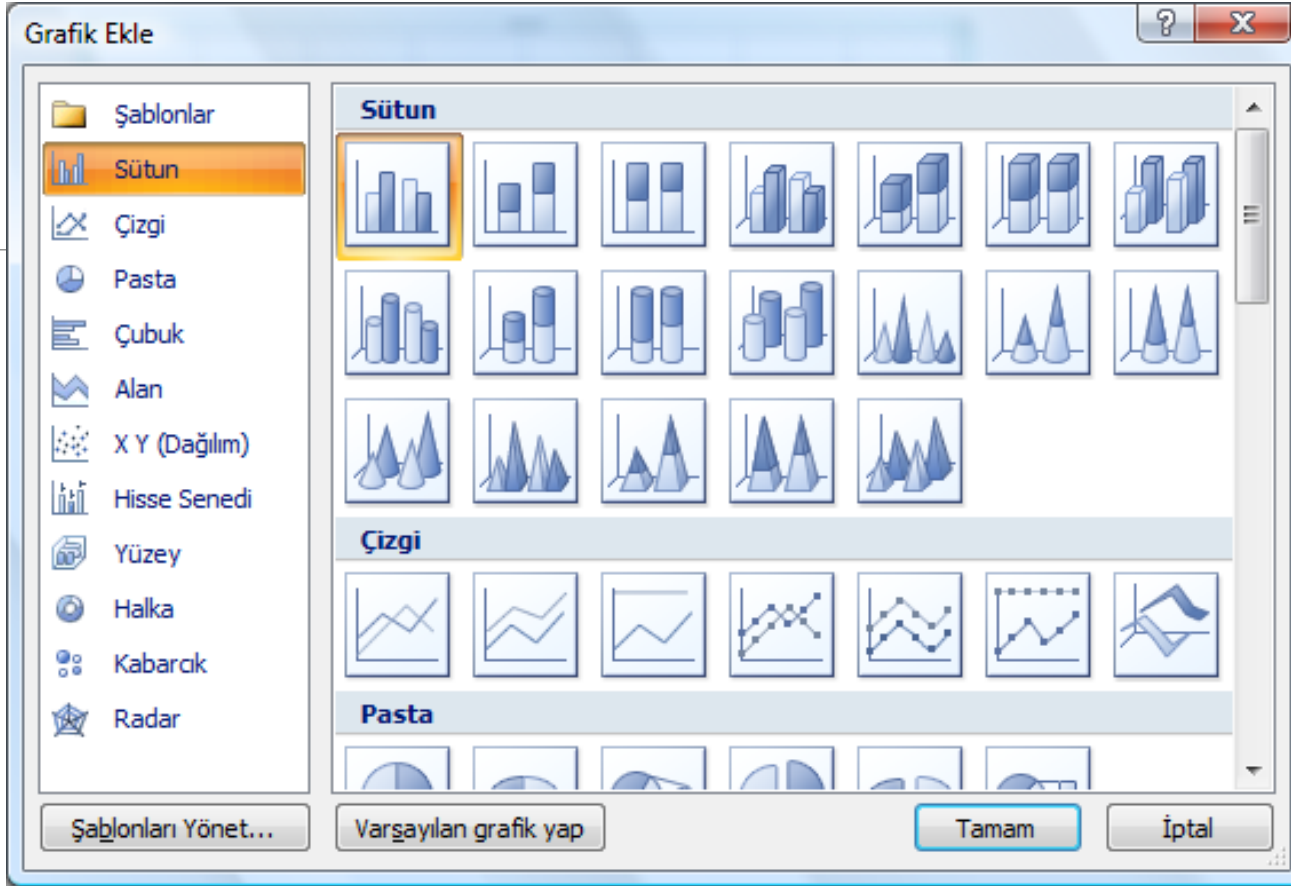 Grafik Ekle
Şablonlar
Sütun
Çizgi
Pasta
Çubuk
Alan
X Y (Dağılım)
Hisse Senedi
Yüzey
Halka
Kabarcık
Radar
Sütun
Çizgi
Pasta
Şablonları Yönet...
Varsayılan grafik yap
Tamam
İptal